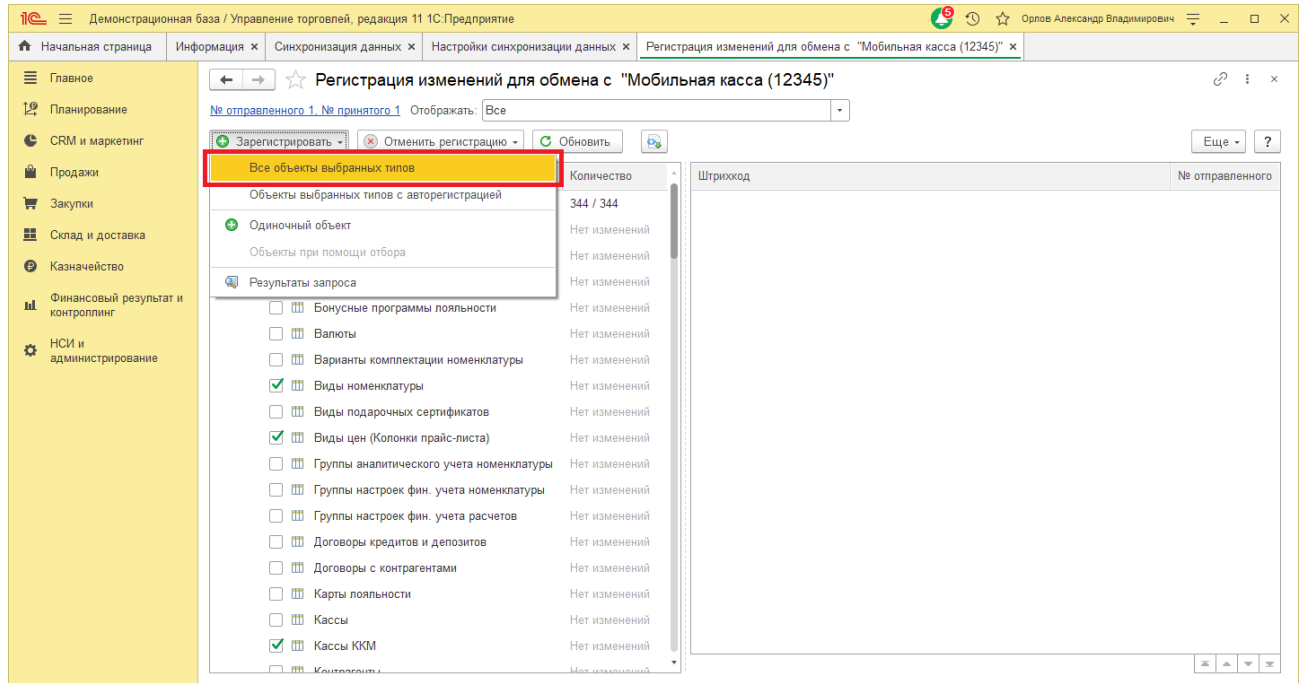 1С Демонстрационная база / Управление торговлей, редакция 11 1С:Предприятие 5 Орлов Александр Владимирович
Начальная страница Информация × Синхронизация данных × Настройки синхронизации данных × Регистрация изменений для обмена с "Мобильная касса (12345)" ×
Главное
Планирование
CRM и маркетинг
Продажи
Закупки
Склад и доставка
Казначейство
Финансовый результат и
контроллинг
НСИ и
администрирование
Регистрация изменений для обмена с "Мобильная касса (12345)"
№ отправленного 1, № принятого 1 Отображать: Все
Зарегистрировать Отменить регистрацию Обновить Еще ?
Все объекты выбранных типов
Объекты выбранных типов с авторегистрацией
Одиночный объект
Объекты при помощи отбора
Результаты запроса
Количество Штрихкод № отправленного
344 / 344
Нет изменений
Нет изменений
Нет изменений
Бонусные программы лояльности Нет изменений
Валюты Нет изменений
Варианты комплектации номенклатуры Нет изменений
Виды номенклатуры Нет изменений
Виды подарочных сертификатов Нет изменений
Виды цен (Колонки прайс-листа) Нет изменений
Группы аналитического учета номенклатуры Нет изменений
Группы настроек фин. учета номенклатуры Нет изменений
Группы настроек фин. учета расчетов Нет изменений
Договоры кредитов и депозитов Нет изменений
Договоры с контрагентами Нет изменений
Карты лояльности Нет изменений
Кассы Нет изменений
Кассы ККМ Нет изменений
Контрагенты Нет изменений